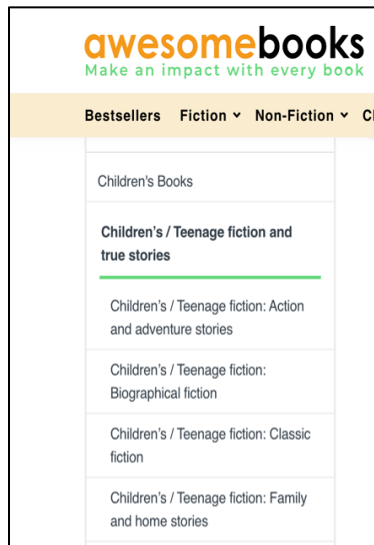 awesomebooks
Make an impact with every book
Bestsellers Fiction Non-Fiction
Children's Books
Children's / Teenage fiction and
true stories
Children's / Teenage fiction: Action
and adventure stories
Children's / Teenage fiction:
Biographical fiction
Children's / Teenage fiction: Classic
fiction
Children's / Teenage fiction: Family
and home stories